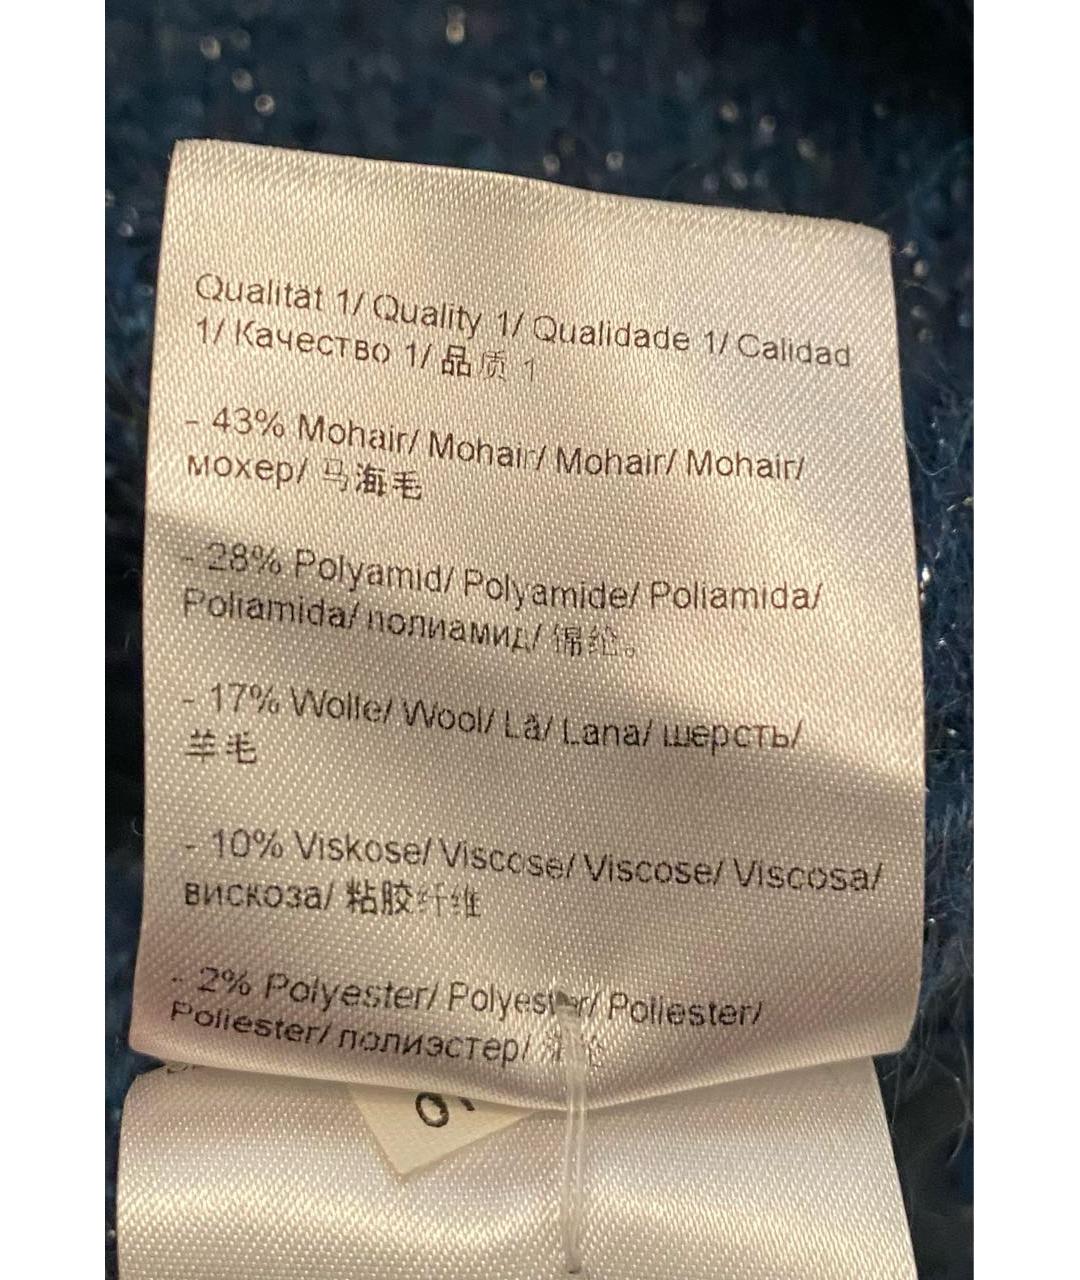 Qualität 1/ Quality 1/ Qualidade 1/ Calidad
1/ Качество 1/ 品质 1
- 43% Mohair/ Mohair/ Mohair/ Mohair/
мохер/ 马海毛
- 28% Polyamid/ Polyamide/ Poliamida/
Poliamida/ полиамид/ 锦纶。
- 17% Wolle/ Wool/ Lã/ Lana/ шерсть/
羊毛
- 10% Viskose/ Viscose/ Viscose/ Viscosa/
вискоза/ 粘胶纤维
- 2% Polyester/ Polyester/ Poliester/
Poliester/ полиэстер/